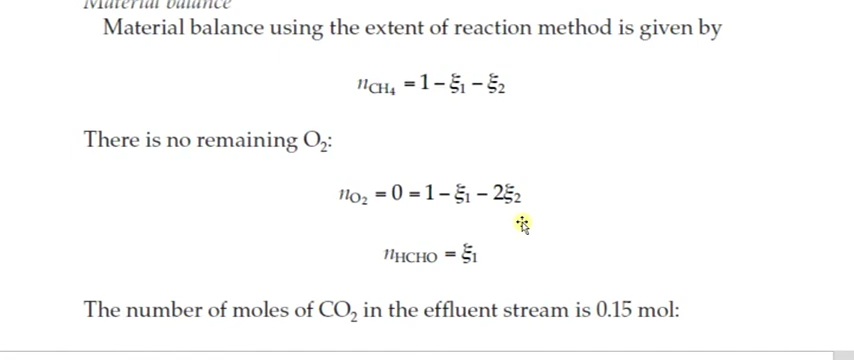 Material balance
Material balance using the extent of reaction method is given by
nCH₄ = 1 − ξ₁ − ξ₂
There is no remaining O₂:
nO₂ = 0 = 1 − ξ₁ − 2ξ₂
nHCHO = ξ₁
The number of moles of CO₂ in the effluent stream is 0.15 mol: